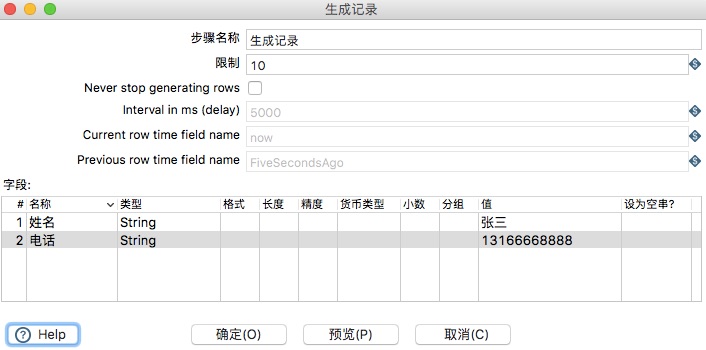 生成记录
步骤名称 生成记录
限制 10
Never stop generating rows
Interval in ms (delay) 5000
Current row time field name now
Previous row time field name FiveSecondsAgo
字段:
# 名称 类型 格式 长度 精度 货币类型 小数 分组 值 设为空串?
1 姓名 String 张三
2 电话 String 13166668888
? Help 确定(O) 预览(P) 取消(C)